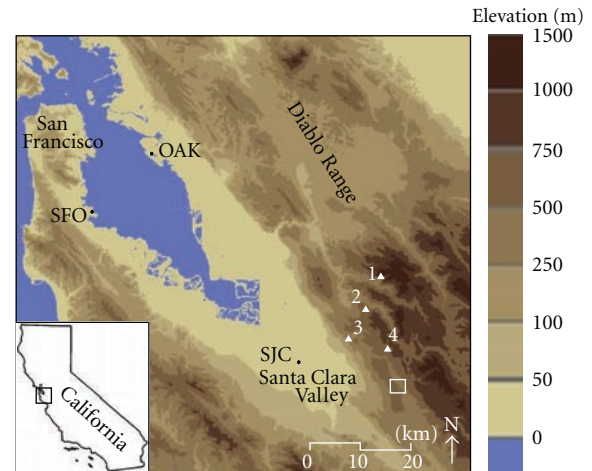 Elevation (m)
1500
1000
750
500
250
100
50
0
San
Francisco
OAK
Diablo Range
SFO
1
2
3
4
SJC
Santa Clara
Valley
California
(km)
N
0
10
20